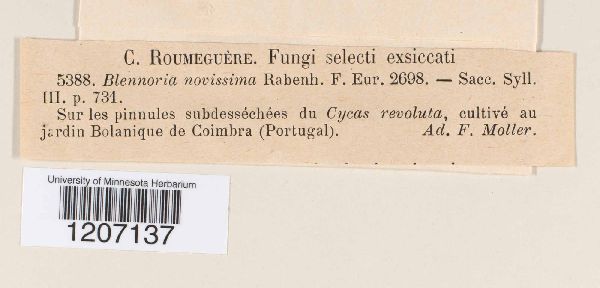 C. ROUMEGUÈRE. Fungi selecti exsiccati
5388. Blennoria novissima Rabenh. F. Eur. 2698. — Sacc. Syll.
III. p. 731.
Sur les pinnules subdesséchées du Cycas revoluta, cultivé au
jardin Bolanique de Coimbra (Portugal). Ad. F. Moller.
University of Minnesota Herbarium
1207137